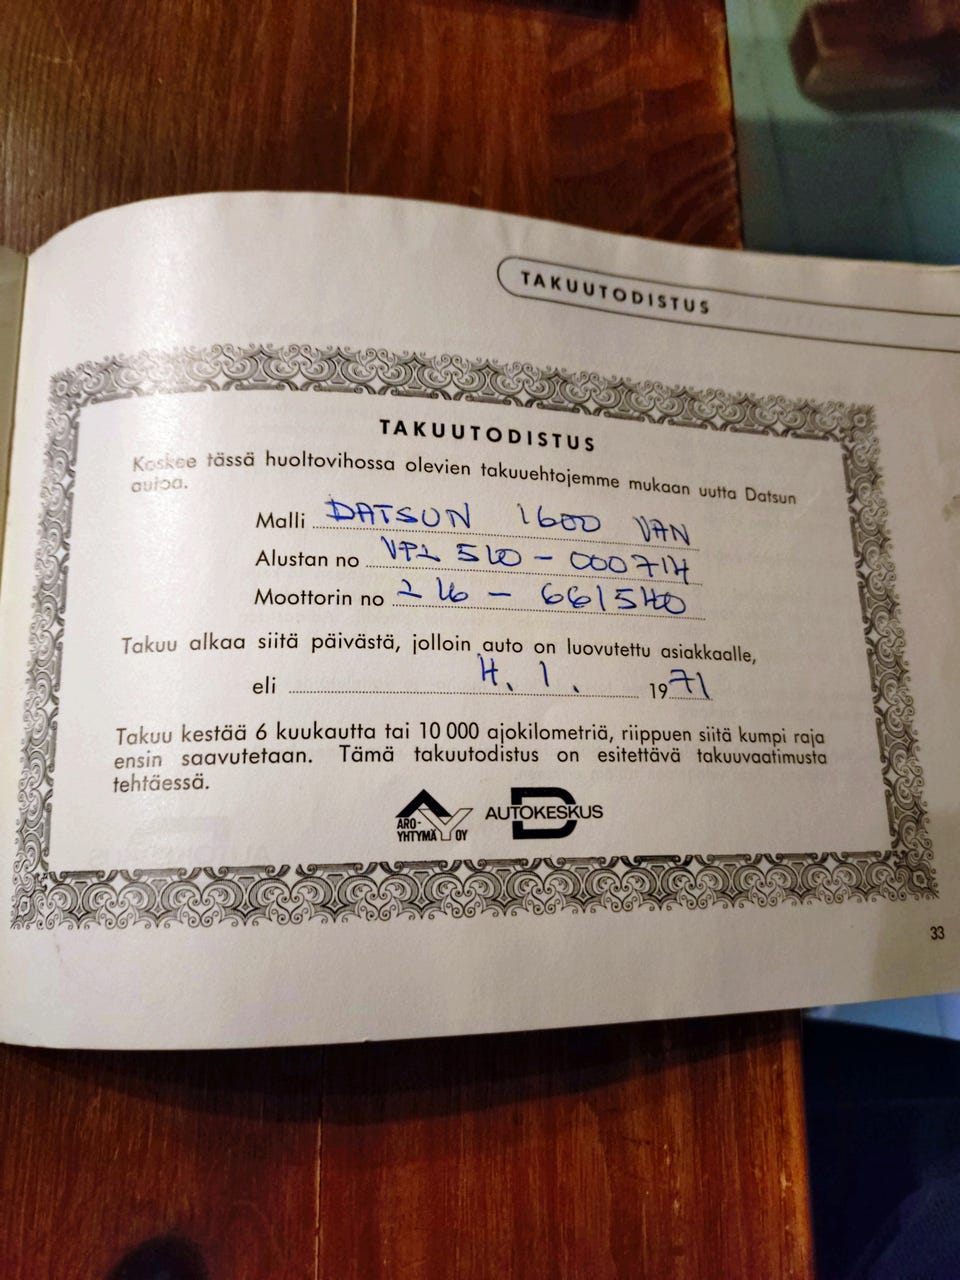 TAKUUTODISTUS
TAKUUTODISTUS
Koskee tässä huoltovihossa olevien takuuehtojemme mukaan uutta Datsun
autoa.
Malli DATSUN 1600 VAN
Alustan no VPL 510 - 000714
Moottorin no 2 16 - 661540
Takuu alkaa siitä päivästä, jolloin auto on luovutettu asiakkaalle,
eli 4. 1. 1971
Takuu kestää 6 kuukautta tai 10 000 ajokilometriä, riippuen siitä kumpi raja
ensin saavutetaan. Tämä takuutodistus on esitettävä takuuvaatimusta
tehtäessä.
ARO-YHTYMÄ OY AUTOKESKUS
33